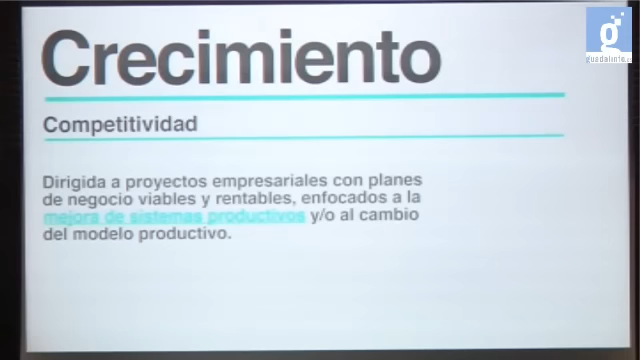 Crecimiento
Competitividad
Dirigida a proyectos empresariales con planes
de negocio viables y rentables, enfocados a la
mejora de sistemas productivos y/o al cambio
del modelo productivo.
g
guadalinfo.es